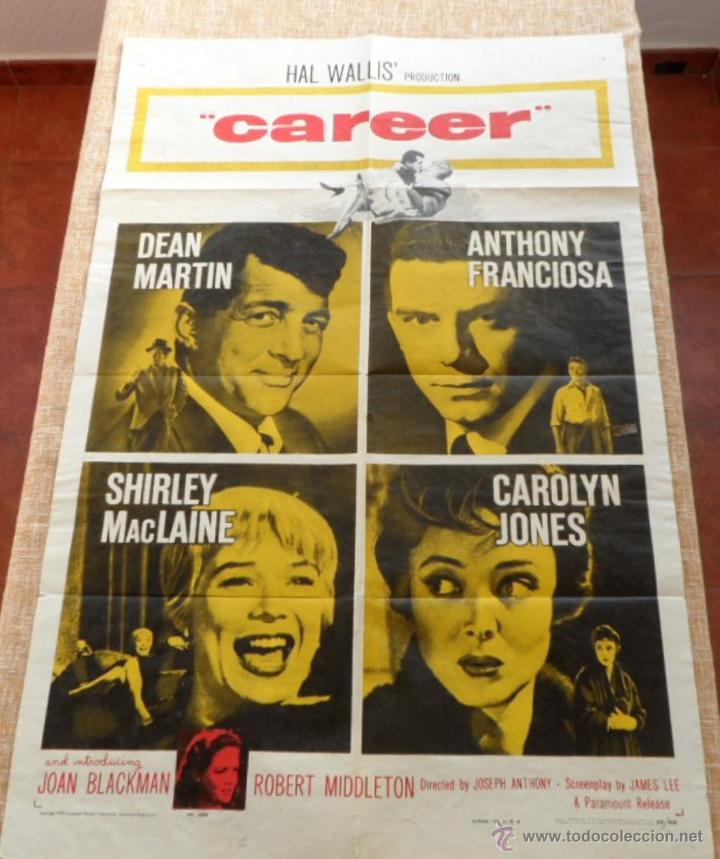 HAL WALLIS' PRODUCTION
"career"
DEAN
MARTIN
ANTHONY
FRANCIOSA
SHIRLEY
MacLAINE
CAROLYN
JONES
and introducing
JOAN BLACKMAN
ROBERT MIDDLETON
Directed by JOSEPH ANTHONY - Screenplay by JAMES LEE
A Paramount Release
© www.todocoleccion.net